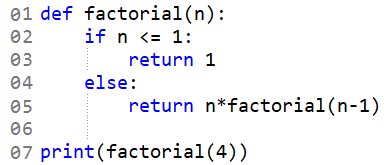 01 def factorial(n):
02     if n <= 1:
03         return 1
04     else:
05         return n*factorial(n-1)
06
07 print(factorial(4))